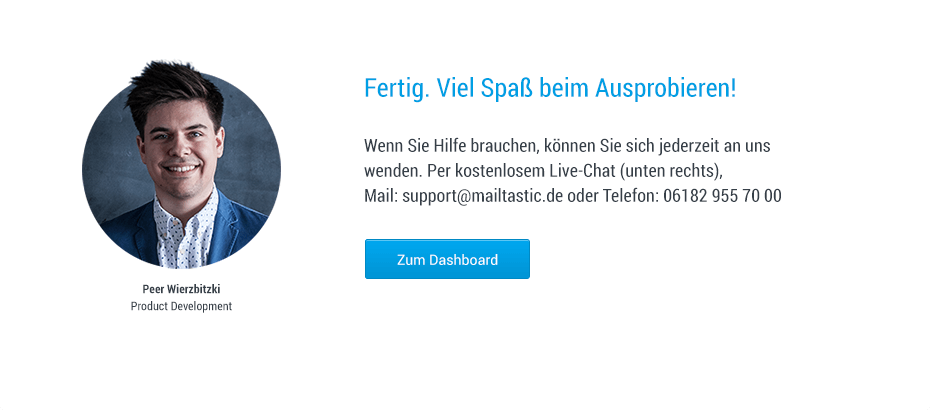 Fertig. Viel Spaß beim Ausprobieren!
Wenn Sie Hilfe brauchen, können Sie sich jederzeit an uns
wenden. Per kostenlosem Live-Chat (unten rechts),
Mail: support@mailtastic.de oder Telefon: 06182 955 70 00
Zum Dashboard
Peer Wierzbitzki
Product Development